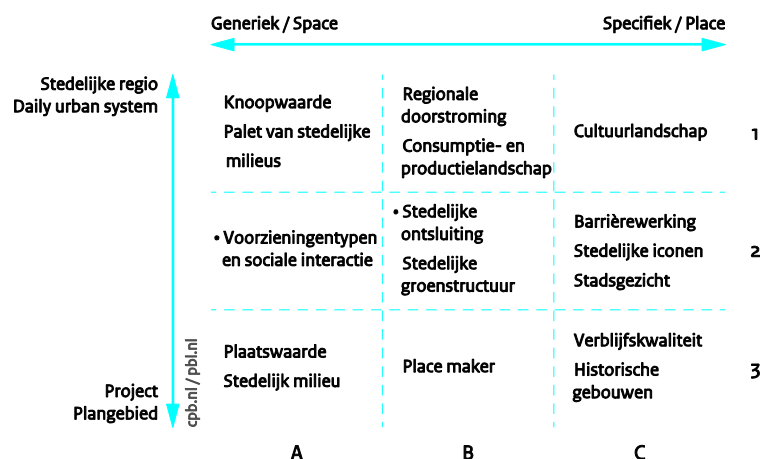 Generiek / Space
Specifiek / Place
Stedelijke regio
Daily urban system
Knoopwaarde
Palet van stedelijke
milieus
Regionale
doorstroming
Consumptie- en
productielandschap
Cultuurlandschap
1
• Voorzieningentypen
en sociale interactie
• Stedelijke
ontsluiting
Stedelijke
groenstructuur
Barrièrewerking
Stedelijke iconen
Stadsgezicht
2
Project
Plangebied
cpb.nl / pbl.nl
Plaatswaarde
Stedelijk milieu
Place maker
Verblijfskwaliteit
Historische
gebouwen
3
A
B
C